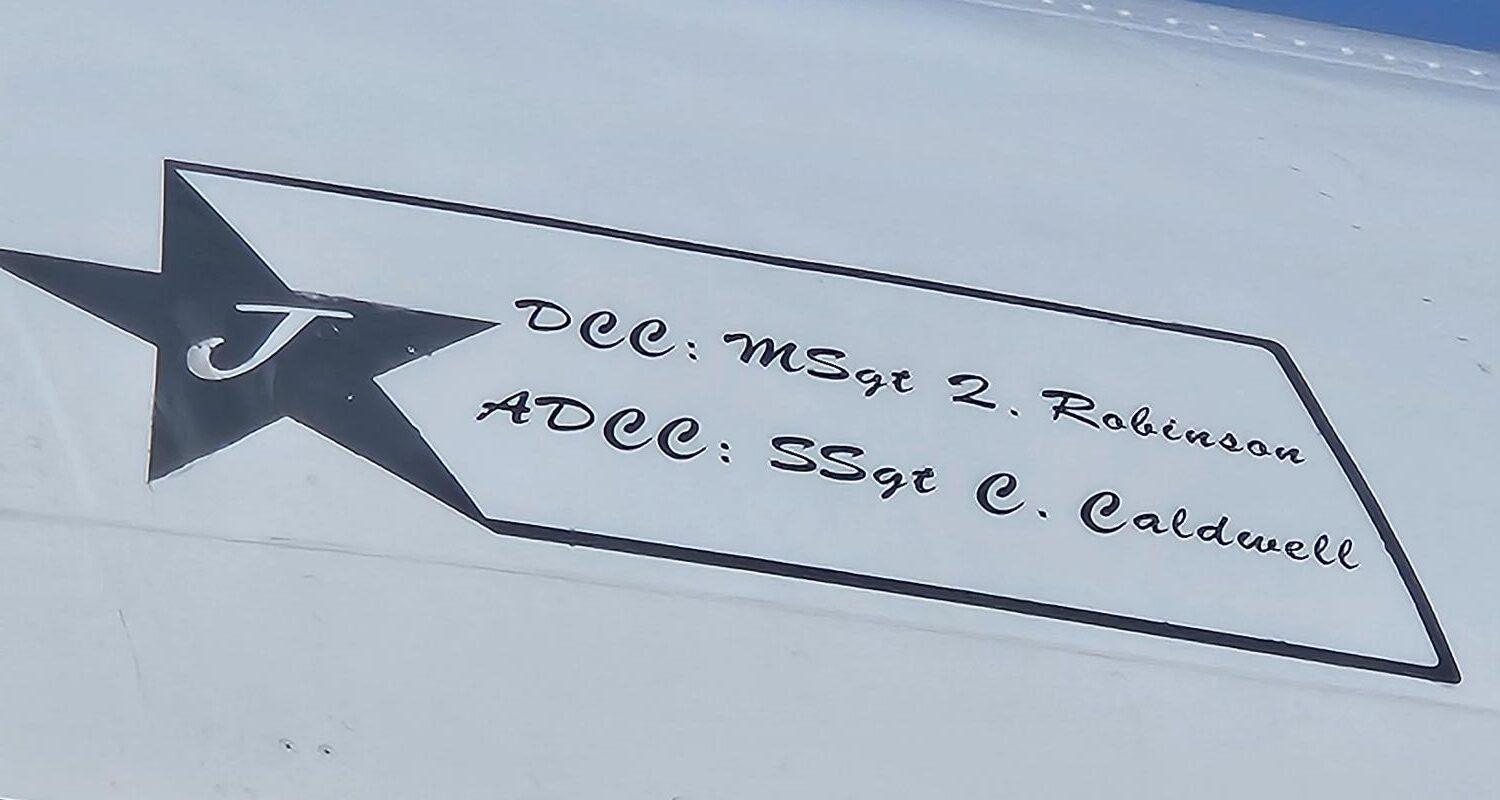 J
DCC: MSgt Q. Robinson
ADCC: SSgt C. Caldwell